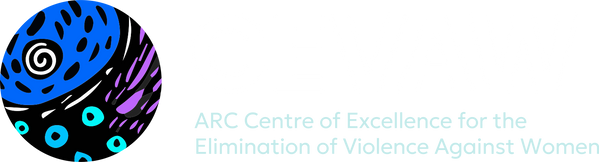 ARC Centre of Excellence for the
Elimination of Violence Against Women